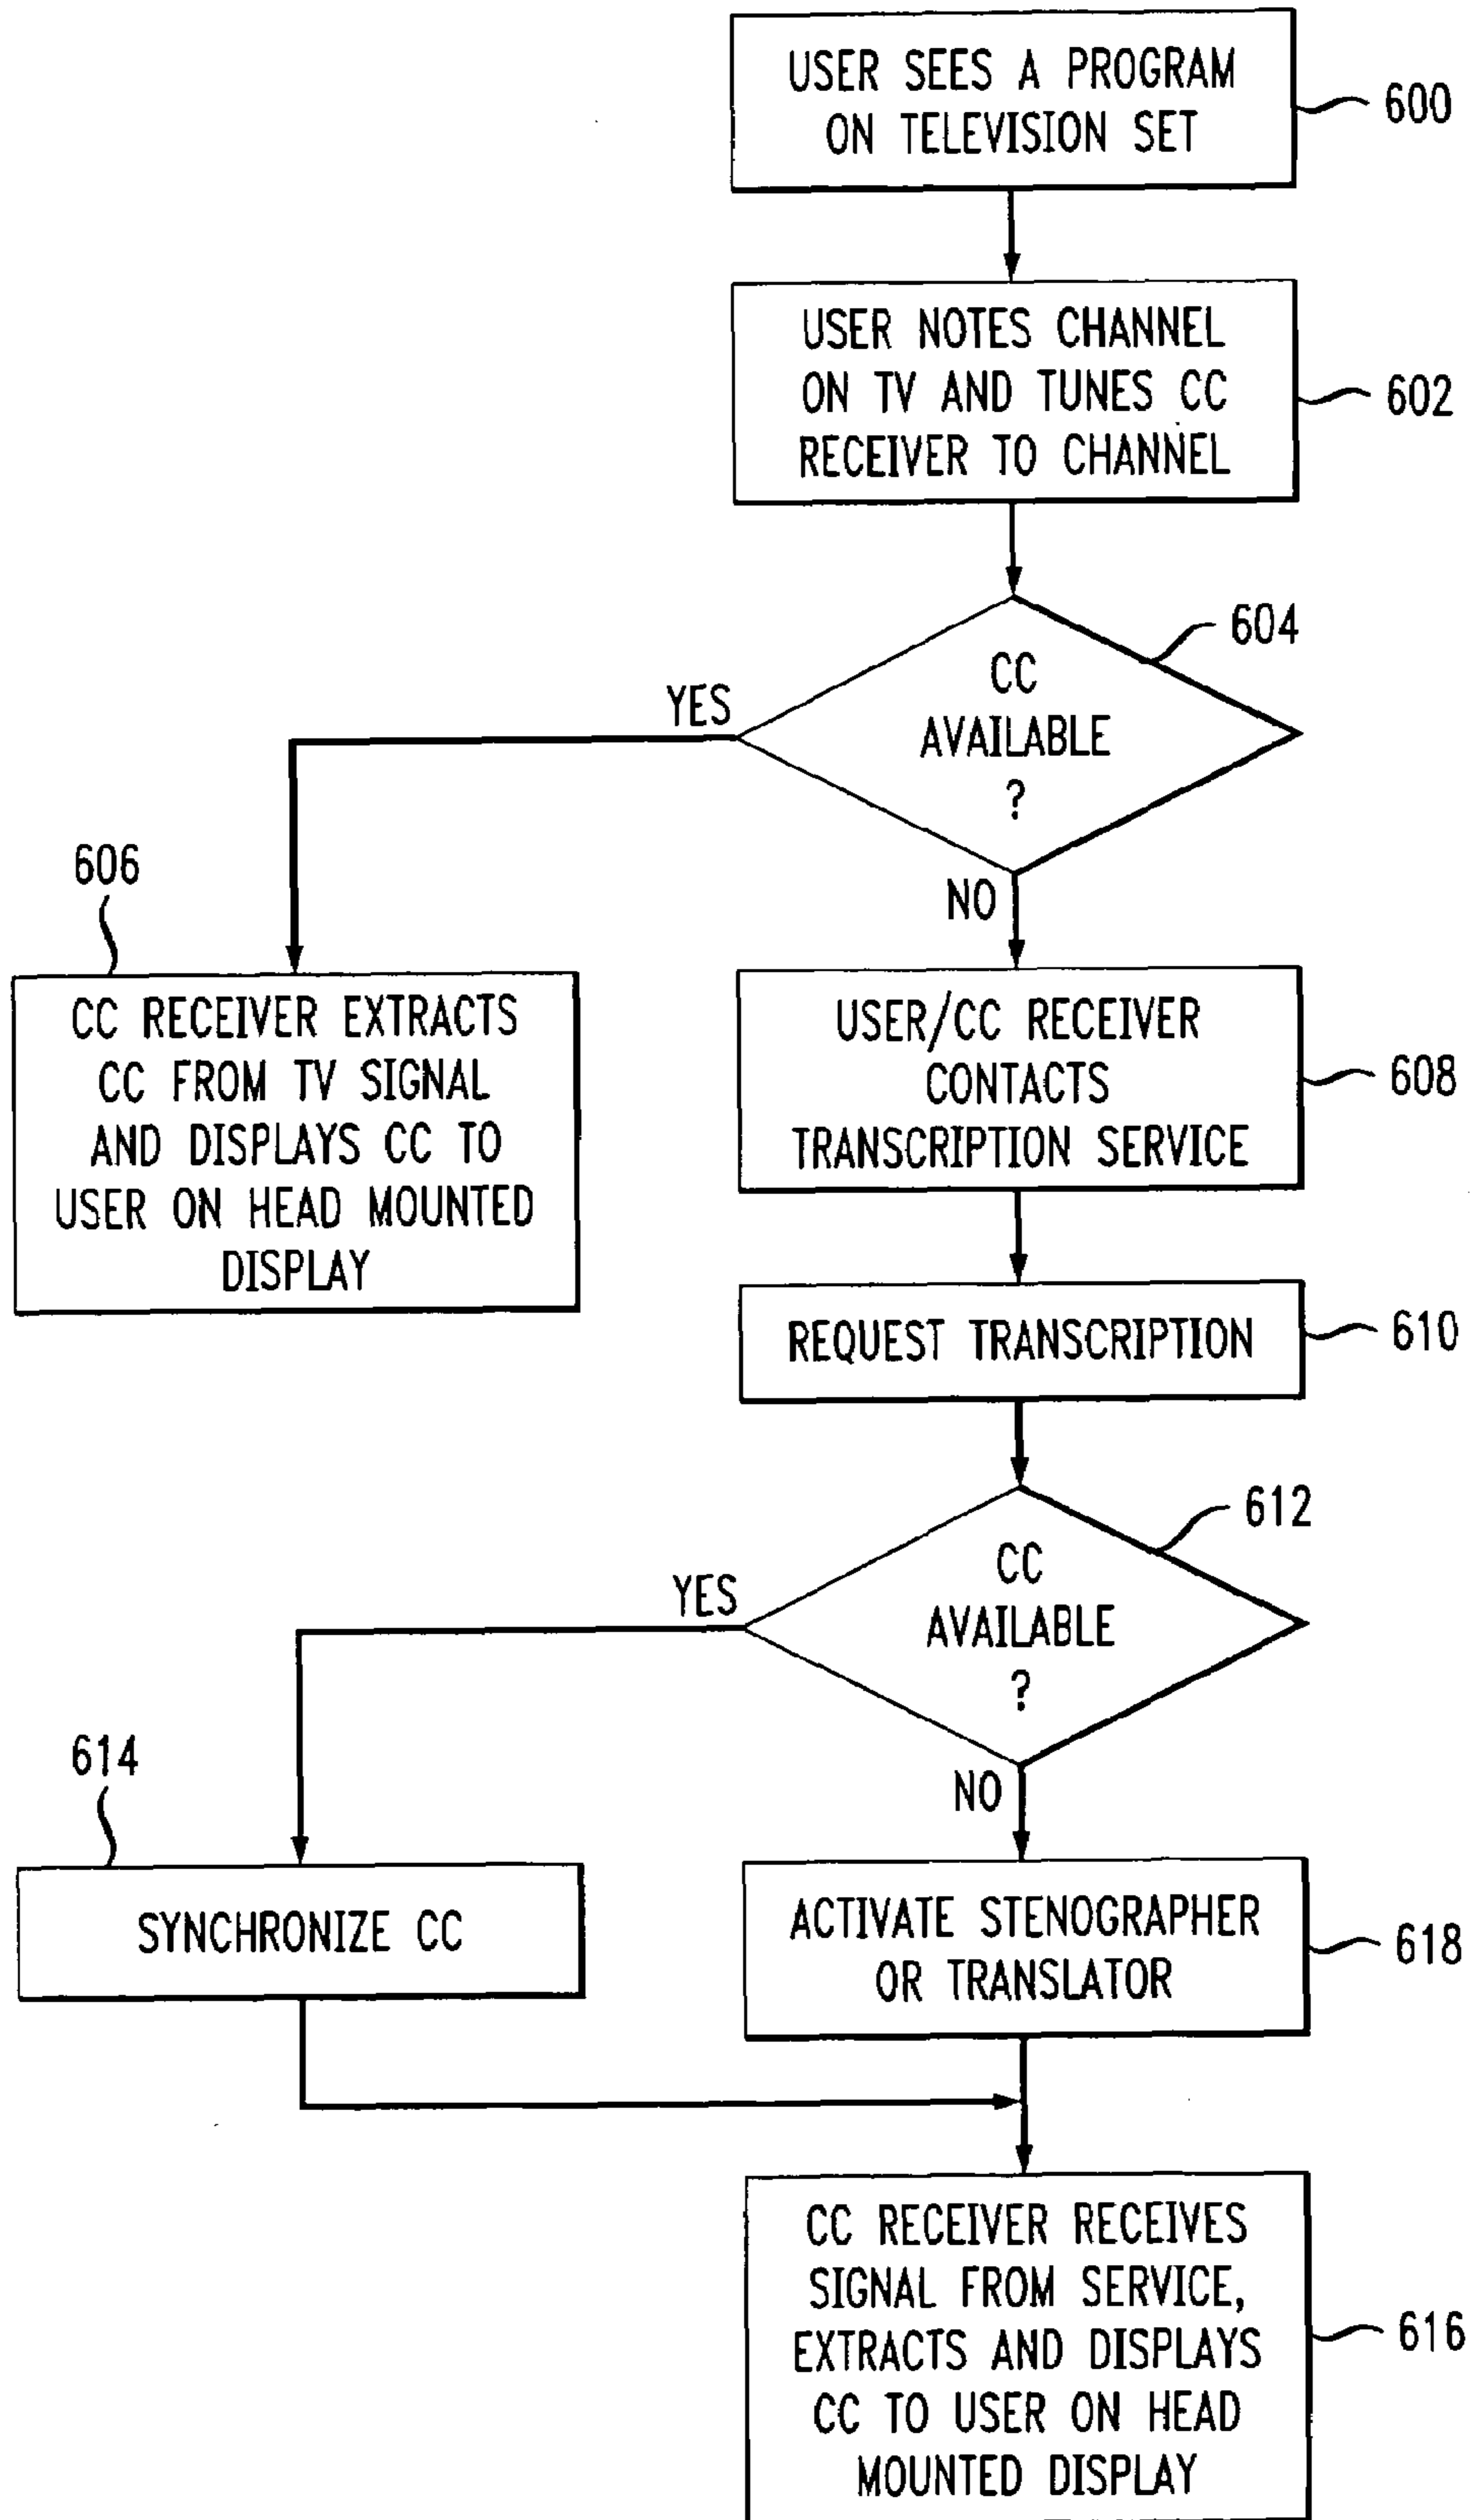 USER SEES A PROGRAM
ON TELEVISION SET
600
USER NOTES CHANNEL
ON TV AND TUNES CC
RECEIVER TO CHANNEL
602
604
CC
AVAILABLE
?
YES
NO
606
CC RECEIVER EXTRACTS
CC FROM TV SIGNAL
AND DISPLAYS CC TO
USER ON HEAD MOUNTED
DISPLAY
USER/CC RECEIVER
CONTACTS
TRANSCRIPTION SERVICE
608
REQUEST TRANSCRIPTION
610
612
CC
AVAILABLE
?
YES
NO
614
SYNCHRONIZE CC
ACTIVATE STENOGRAPHER
OR TRANSLATOR
618
CC RECEIVER RECEIVES
SIGNAL FROM SERVICE,
EXTRACTS AND DISPLAYS
CC TO USER ON HEAD
MOUNTED DISPLAY
616